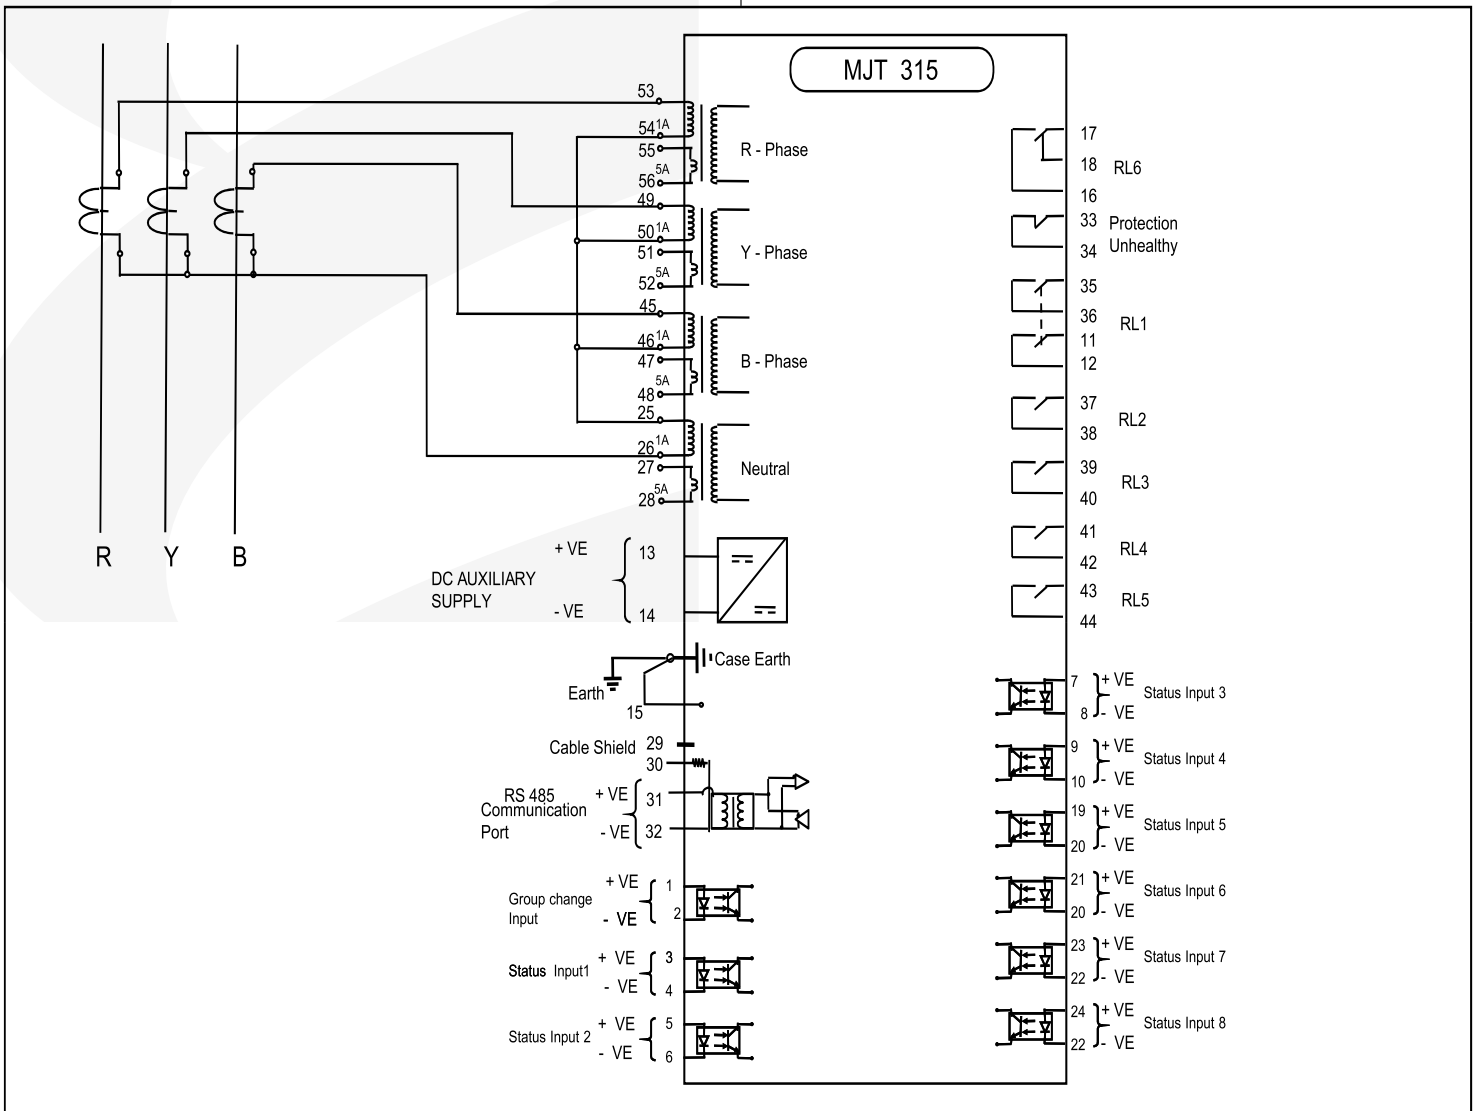 MJT 315
53
54 1A
55
5A
56
R - Phase
49
50 1A
51
5A
52
Y - Phase
45
46 1A
47
5A
48
B - Phase
25
26 1A
27
5A
28
Neutral
R Y B
+ VE
13
DC AUXILIARY
SUPPLY
- VE
14
Case Earth
Earth
15
Cable Shield 29
30
RS 485
Communication
Port
+ VE 31
- VE 32
Group change
Input
+ VE 1
- VE 2
Status Input1
+ VE 3
- VE 4
Status Input 2
+ VE 5
- VE 6
17
18
16
RL6
33
34
Protection
Unhealthy
35
36
11
12
RL1
37
38
RL2
39
40
RL3
41
42
RL4
43
44
RL5
7 + VE
8 - VE
Status Input 3
9 + VE
10 - VE
Status Input 4
19 + VE
20 - VE
Status Input 5
21 + VE
20 - VE
Status Input 6
23 + VE
22 - VE
Status Input 7
24 + VE
22 - VE
Status Input 8